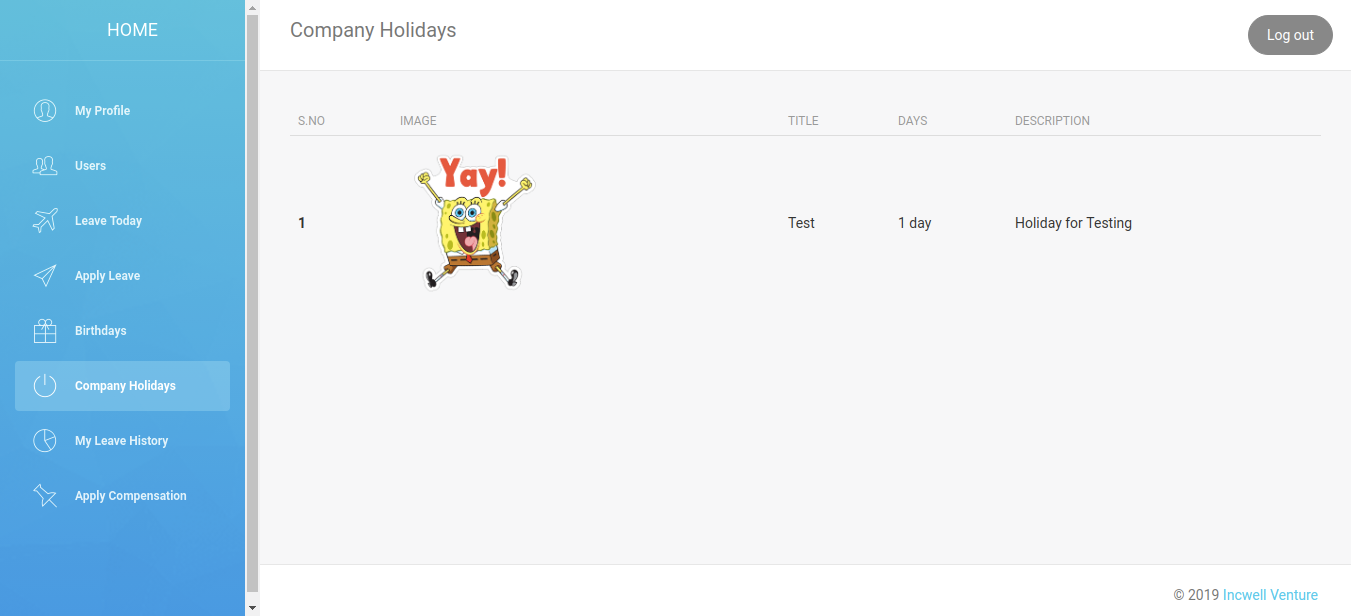 HOME
My Profile
Users
Leave Today
Apply Leave
Birthdays
Company Holidays
My Leave History
Apply Compensation
Company Holidays
Log out
S.NO IMAGE TITLE DAYS DESCRIPTION
Yay!
1 Test 1 day Holiday for Testing
© 2019 Incwell Venture